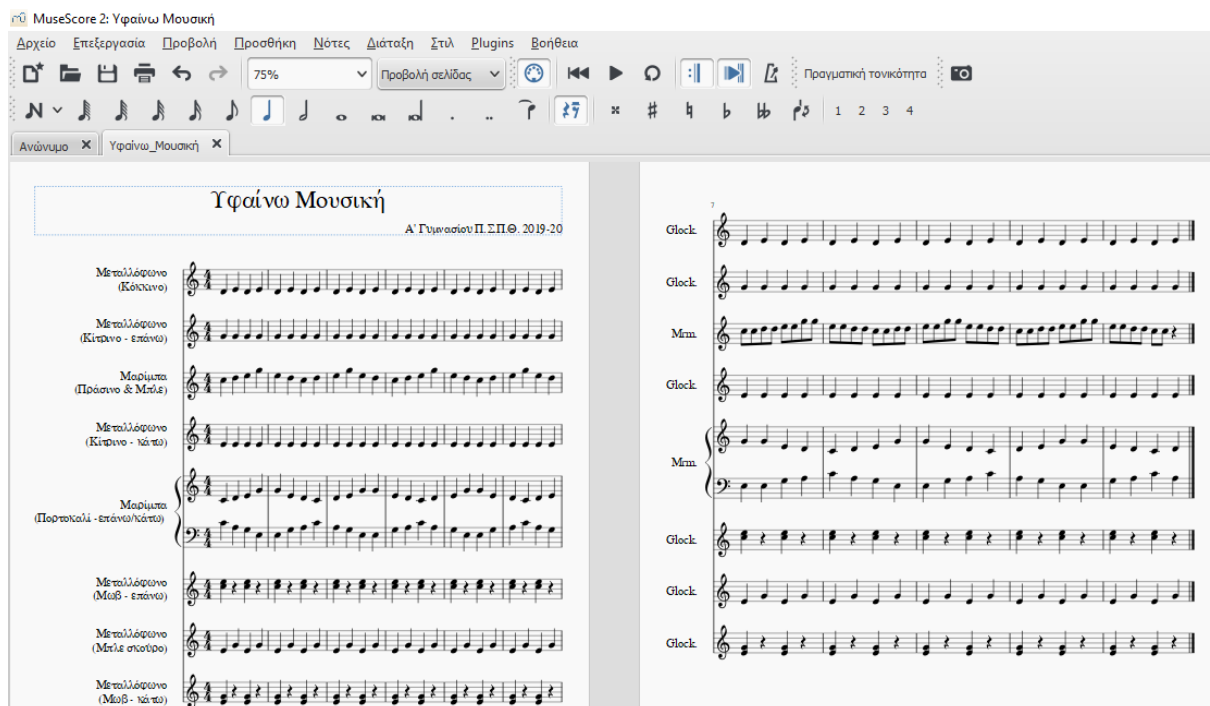 MuseScore 2: Υφαίνω Μουσική
Αρχείο Επεξεργασία Προβολή Προσθήκη Νότες Διάταξη Στιλ Plugins Βοήθεια
75% Προβολή σελίδας Πραγματική τονικότητα
1 2 3 4
Ανώνυμο Υφαίνω_Μουσική
Υφαίνω Μουσική
Α' Γυμνασίου Π.Σ.Π.Θ. 2019-20
Μεταλλόφωνο
(Κόκκινο)
Μεταλλόφωνο
(Κίτρινο - επάνω)
Μαρίμπα
(Πράσινο & Μπλε)
Μεταλλόφωνο
(Κίτρινο - κάτω)
Μαρίμπα
(Πορτοκαλί -επάνω/κάτω)
Μεταλλόφωνο
(Μωβ - επάνω)
Μεταλλόφωνο
(Μπλε σκούρο)
Μεταλλόφωνο
(Μωβ - κάτω)
7
Glock.
Glock.
Mrm.
Glock.
Mrm.
Glock.
Glock.
Glock.